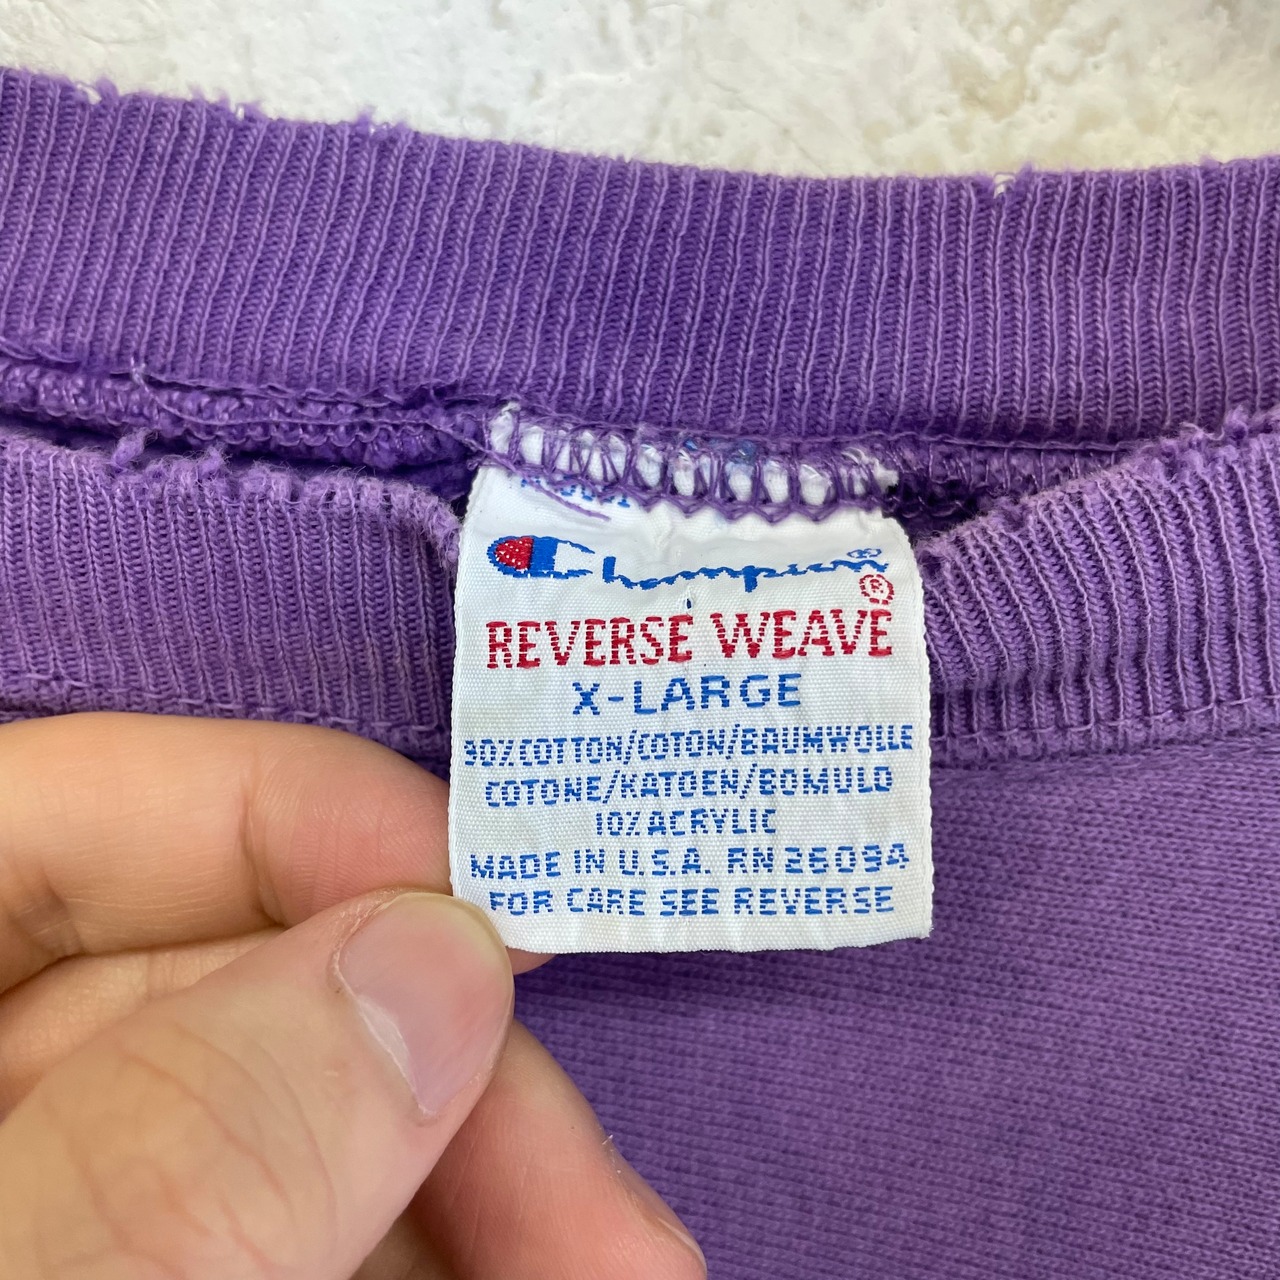 Champion®
®
REVERSE WEAVE
X-LARGE
90% COTTON/COTON/BAUMWOLLE
COTONE/KATOEN/BOMULD
10% ACRYLIC
MADE IN U.S.A. RN 26094
FOR CARE SEE REVERSE